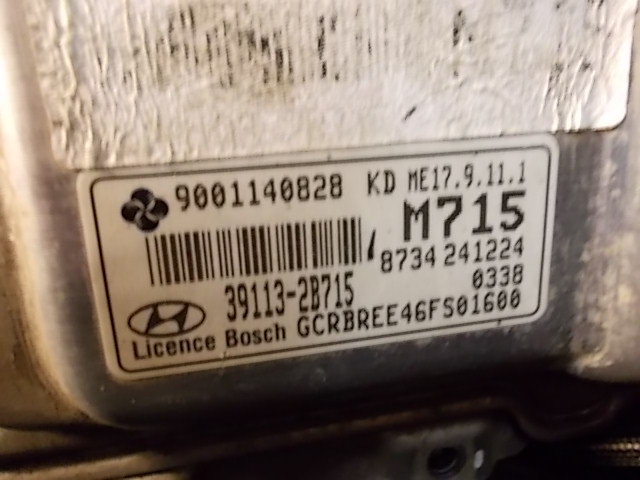 9001140828 KD ME17.9.11.1
M715
8734 241224
39113-2B715 0338
Licence Bosch GCRBREE46FS01600